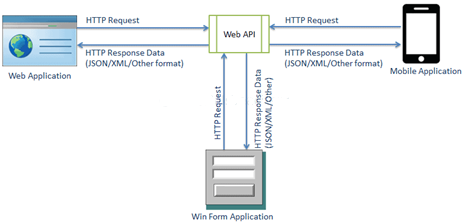 HTTP Request
HTTP Response Data
(JSON/XML/Other format)
Web Application
Web API
HTTP Request
HTTP Response Data
(JSON/XML/Other format)
Mobile Application
HTTP Request
HTTP Response Data
(JSON/XML/Other)
Win Form Application